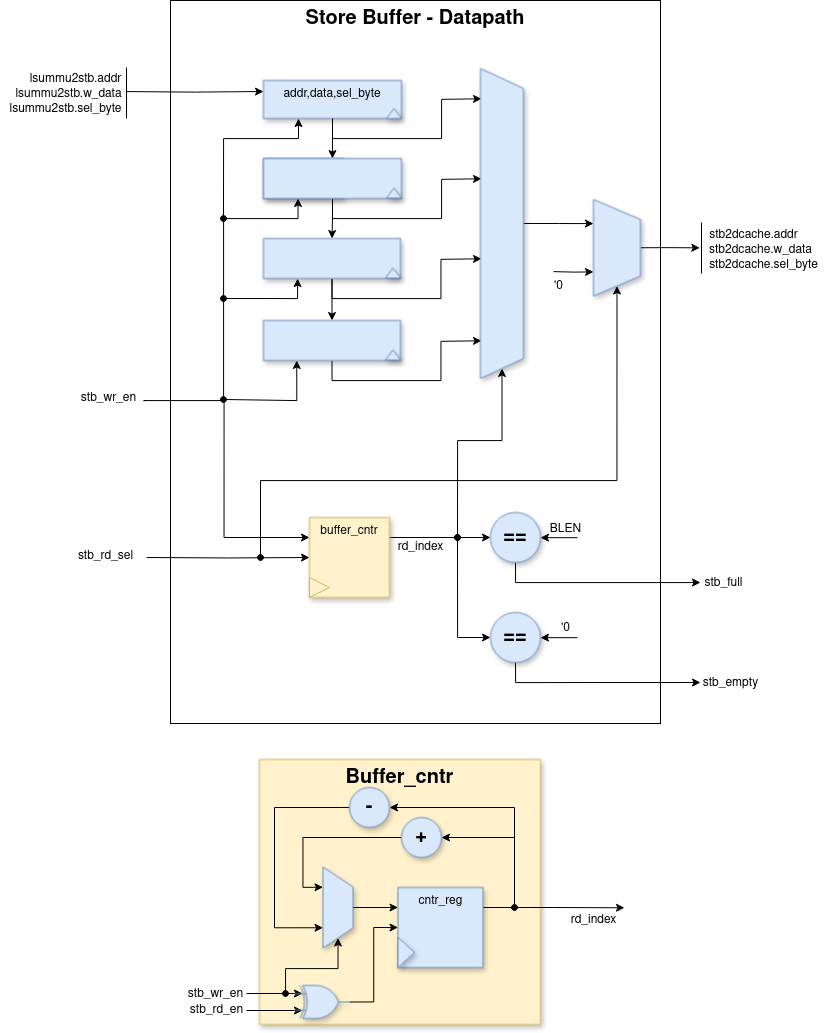 Store Buffer - Datapath
lsummu2stb.addr
lsummu2stb.w_data
lsummu2stb.sel_byte
addr,data,sel_byte
stb2dcache.addr
stb2dcache.w_data
stb2dcache.sel_byte
'0
stb_wr_en
buffer_cntr
BLEN
==
rd_index
stb_rd_sel
stb_full
'0
==
stb_empty
Buffer_cntr
-
+
cntr_reg
rd_index
stb_wr_en
stb_rd_en